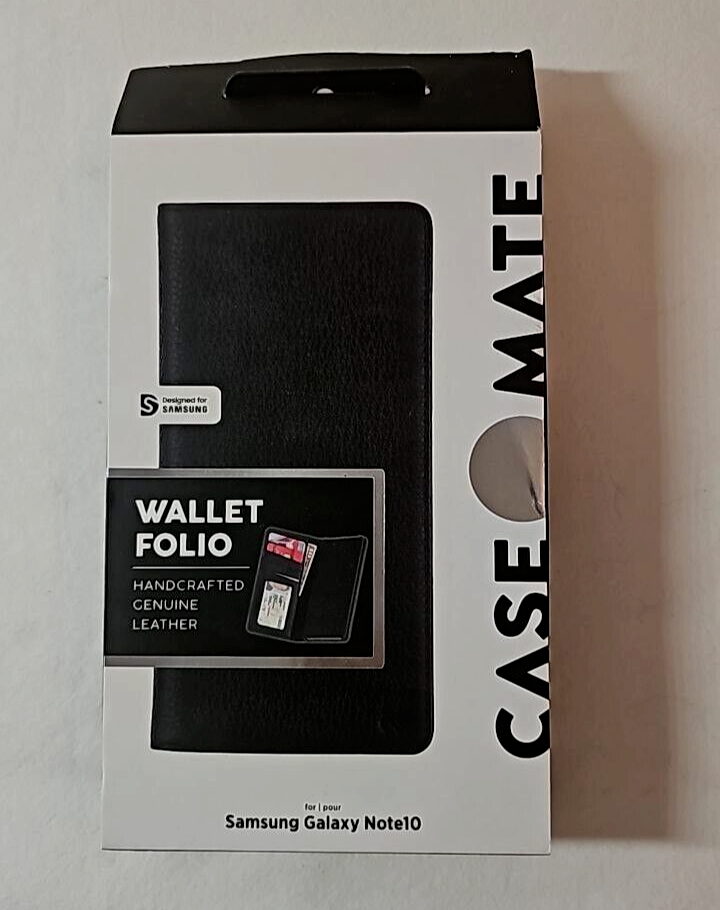 CASE MATE
Designed for
SAMSUNG
WALLET
FOLIO
HANDCRAFTED
GENUINE
LEATHER
for | pour
Samsung Galaxy Note10